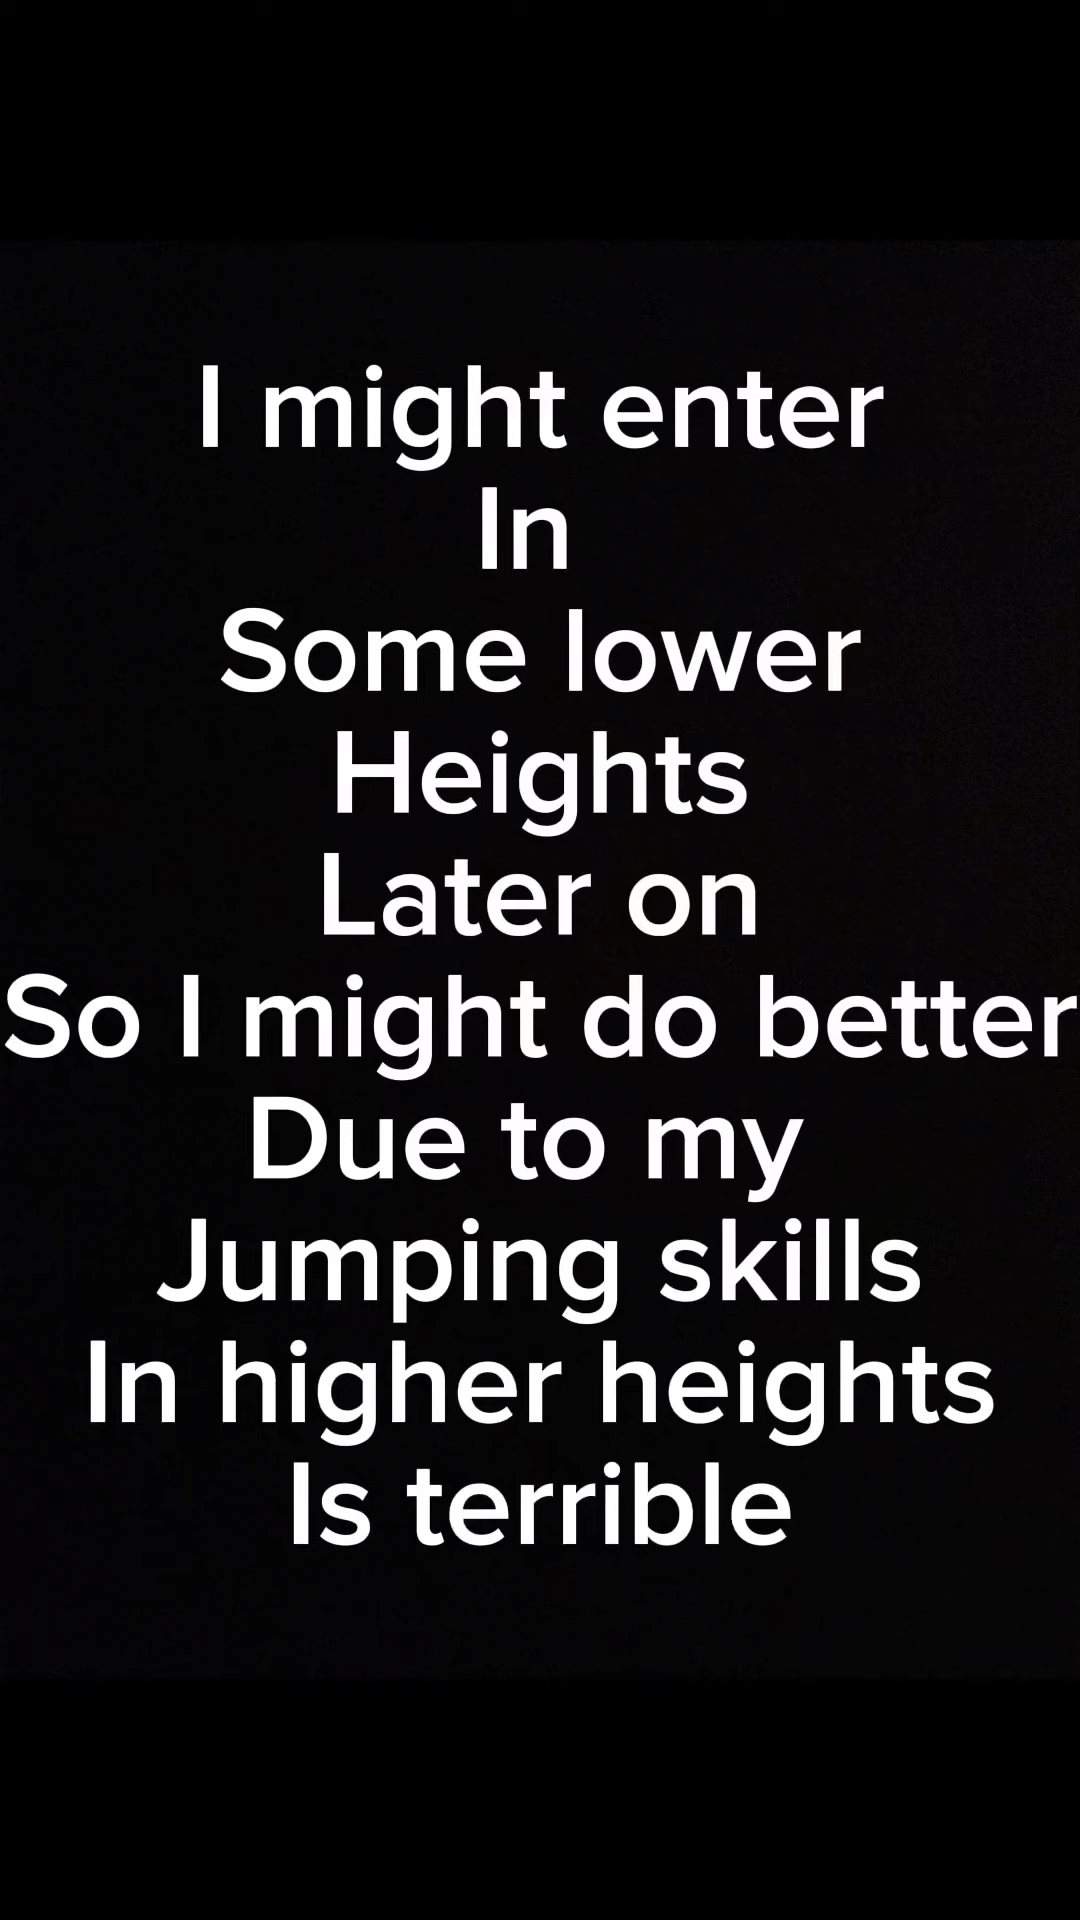 I might enter
In
Some lower
Heights
Later on
So I might do better
Due to my
Jumping skills
In higher heights
Is terrible